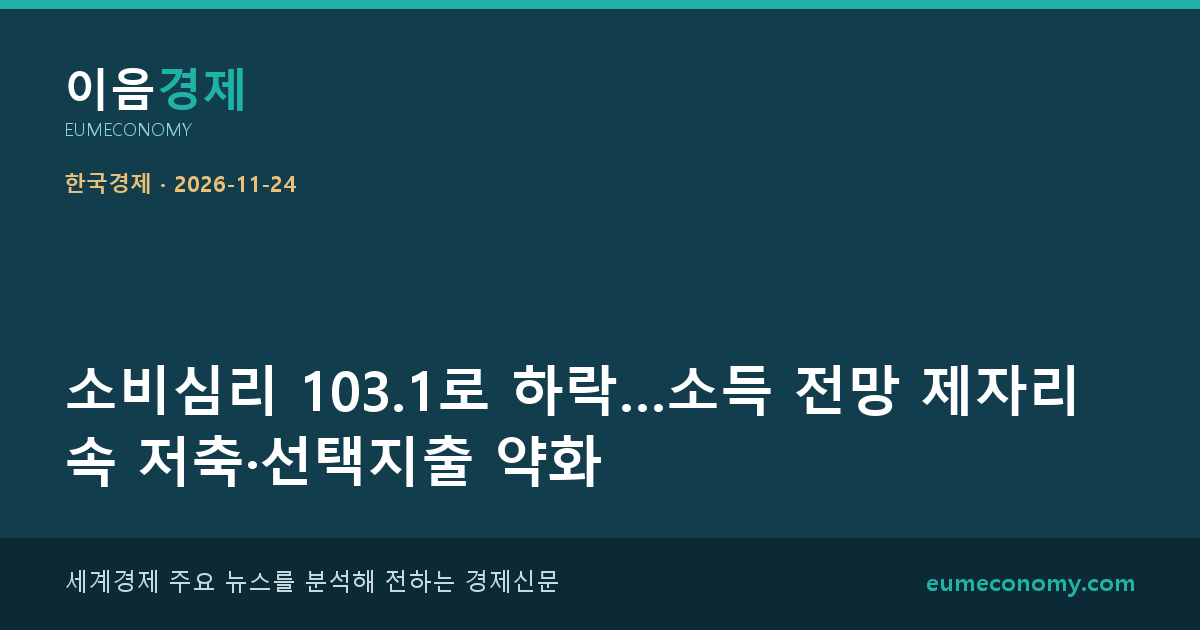 이음경제
EUMECONOMY
한국경제 · 2026-11-24
소비심리 103.1로 하락...소득 전망 제자리
속 저축·선택지출 약화
세계경제 주요 뉴스를 분석해 전하는 경제신문
eumeconomy.com